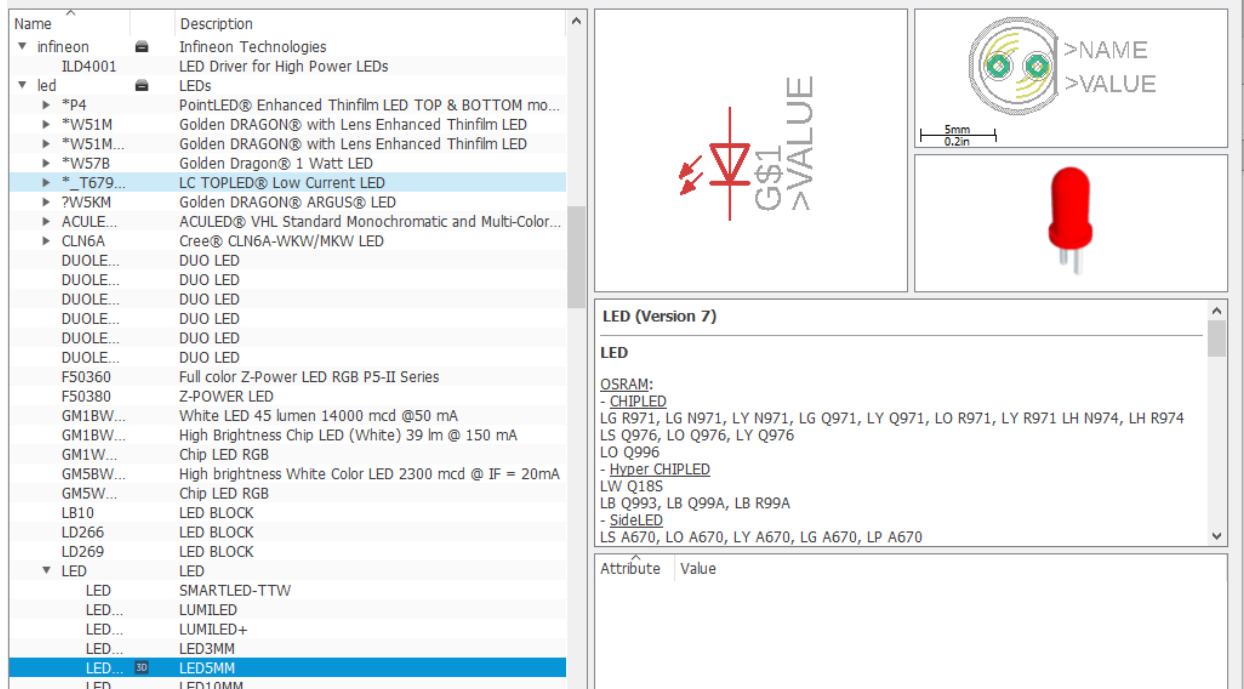 Name Description
infineon Infineon Technologies
ILD4001 LED Driver for High Power LEDs
led LEDs
*P4 PointLED® Enhanced Thinfilm LED TOP & BOTTOM mo...
*W51M Golden DRAGON® with Lens Enhanced Thinfilm LED
*W51M... Golden DRAGON® with Lens Enhanced Thinfilm LED
*W57B Golden Dragon® 1 Watt LED
*_T679... LC TOPLED® Low Current LED
?W5KM Golden DRAGON® ARGUS® LED
ACULE... ACULED® VHL Standard Monochromatic and Multi-Color...
CLN6A Cree® CLN6A-WKW/MKW LED
DUOLE... DUO LED
DUOLE... DUO LED
DUOLE... DUO LED
DUOLE... DUO LED
DUOLE... DUO LED
DUOLE... DUO LED
F50360 Full color Z-Power LED RGB P5-II Series
F50380 Z-POWER LED
GM1BW... White LED 45 lumen 14000 mcd @50 mA
GM1BW... High Brightness Chip LED (White) 39 lm @ 150 mA
GM1W... Chip LED RGB
GM5BW... High brightness White Color LED 2300 mcd @ IF = 20mA
GM5W... Chip LED RGB
LB10 LED BLOCK
LD266 LED BLOCK
LD269 LED BLOCK
LED LED
LED SMARTLED-TTW
LED... LUMILED
LED... LUMILED+
LED... LED3MM
LED... 3D LED5MM
LED... LED10MM
G$1
>VALUE
>NAME
>VALUE
5mm
0.2in
LED (Version 7)
LED
OSRAM:
- CHIPLED
LG R971, LG N971, LY N971, LG Q971, LY Q971, LO R971, LY R971 LH N974, LH R974
LS Q976, LO Q976, LY Q976
LO Q996
- Hyper CHIPLED
LW Q18S
LB Q993, LB Q99A, LB R99A
- SideLED
LS A670, LO A670, LY A670, LG A670, LP A670
Attribute Value